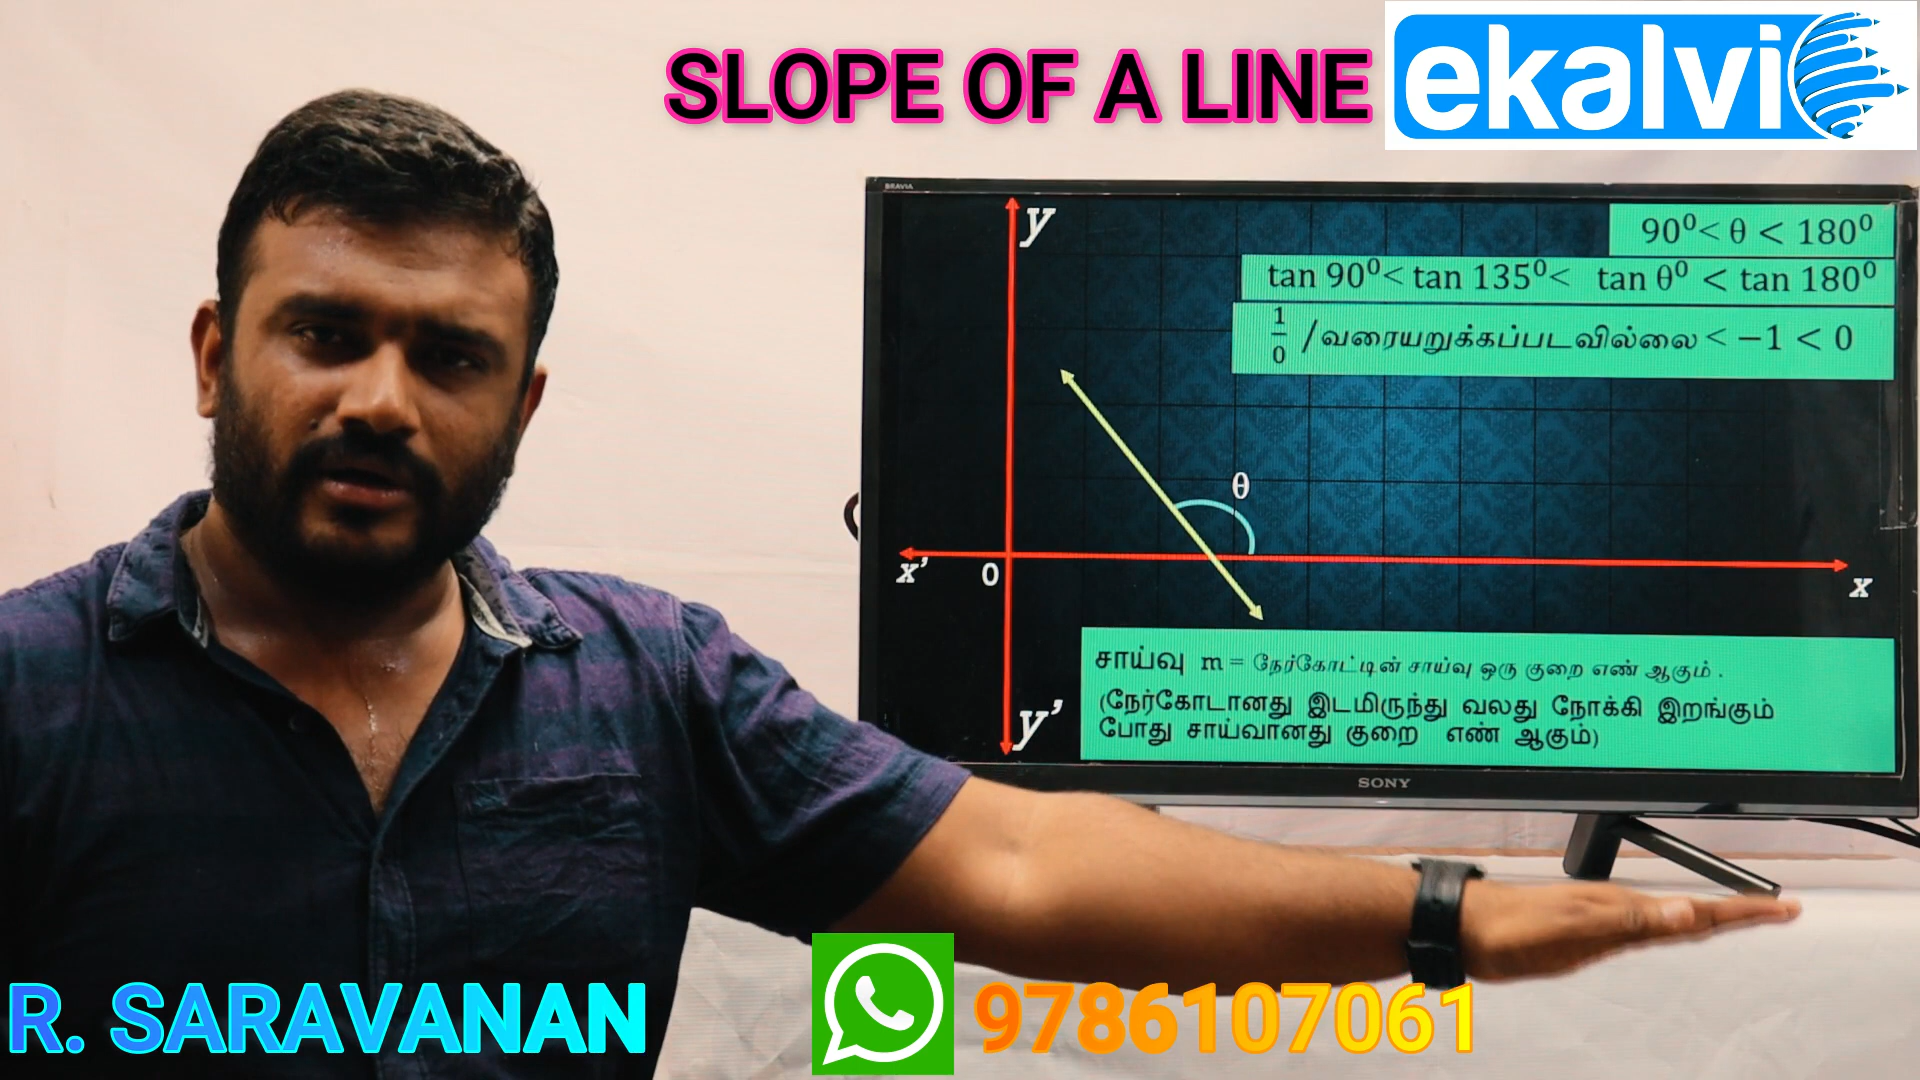 SLOPE OF A LINE
ekalvi
BRAVIA
y
90⁰< θ < 180⁰
tan 90⁰< tan 135⁰< tan θ⁰ < tan 180⁰
1/0 /வரையறுக்கப்படவில்லை < −1 < 0
θ
x’
0
x
y’
சாய்வு m = நேர்கோட்டின் சாய்வு ஒரு குறை எண் ஆகும் .
(நேர்கோடானது இடமிருந்து வலது நோக்கி இறங்கும்
போது சாய்வானது குறை எண் ஆகும்)
SONY
R. SARAVANAN
9786107061